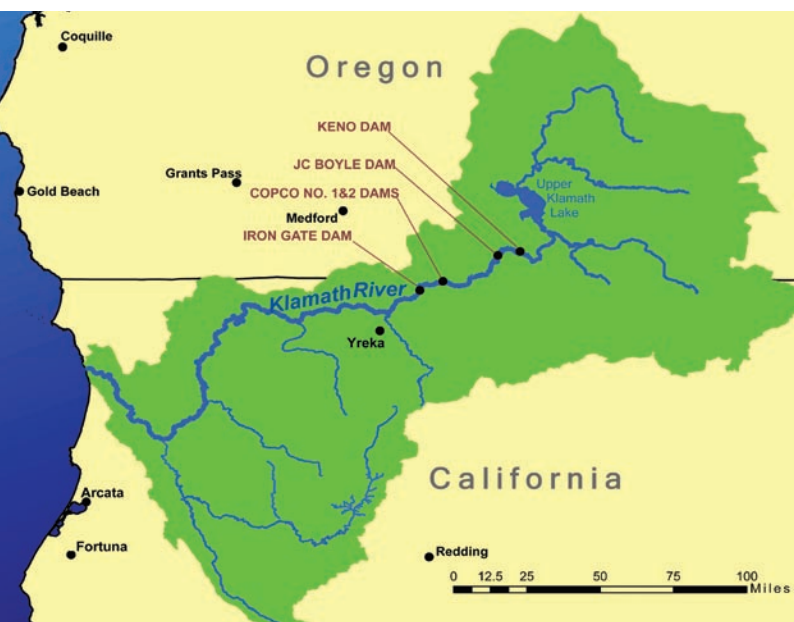 Coquille
Oregon
KENO DAM
JC BOYLE DAM
Grants Pass
COPCO NO. 1&2 DAMS
Upper
Klamath
Lake
Gold Beach
Medford
IRON GATE DAM
Klamath River
Yreka
California
Arcata
Fortuna
Redding
0 12.5 25 50 75 100
Miles